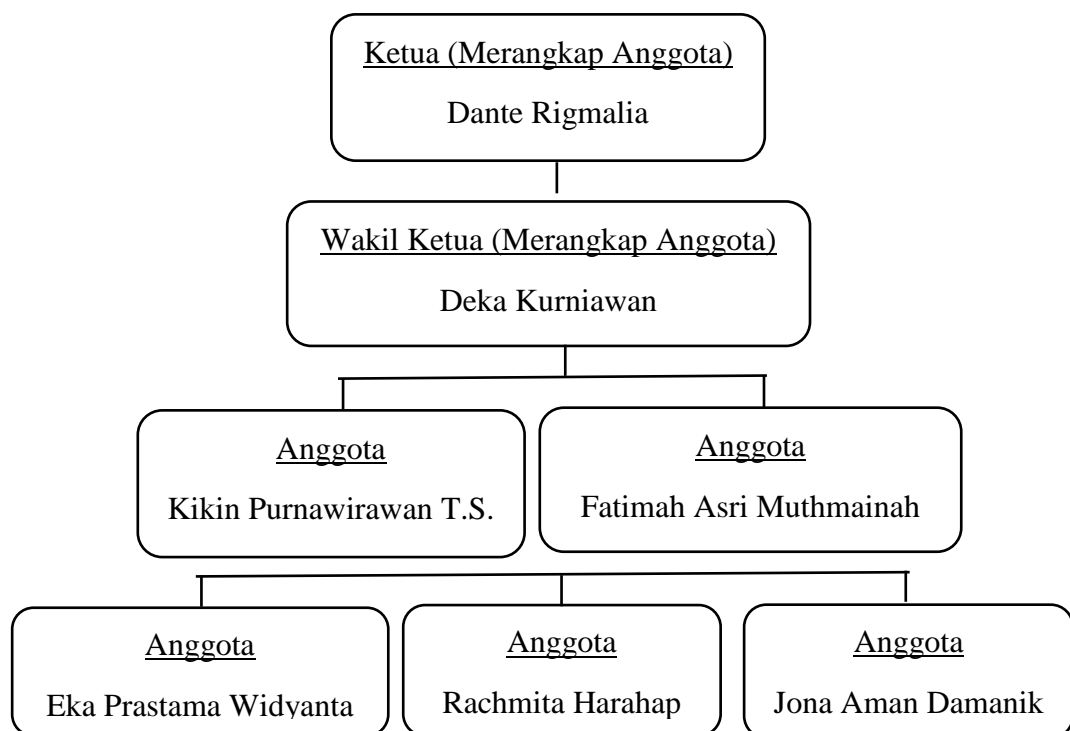 Ketua (Merangkap Anggota)
Dante Rigmalia
Wakil Ketua (Merangkap Anggota)
Deka Kurniawan
Anggota
Kikin Purnawirawan T.S.
Anggota
Fatimah Asri Muthmainah
Anggota
Eka Prastama Widyanta
Anggota
Rachmita Harahap
Anggota
Jona Aman Damanik